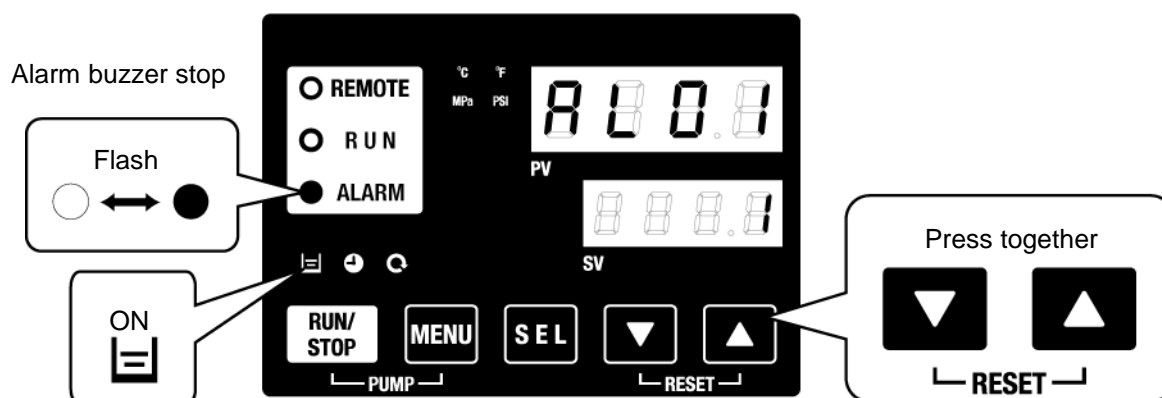 Alarm buzzer stop
Flash
ON
REMOTE
RUN
ALARM
°C °F
MPa PSI
AL01
PV
1
SV
RUN/
STOP
MENU
SEL
PUMP
RESET
Press together
RESET